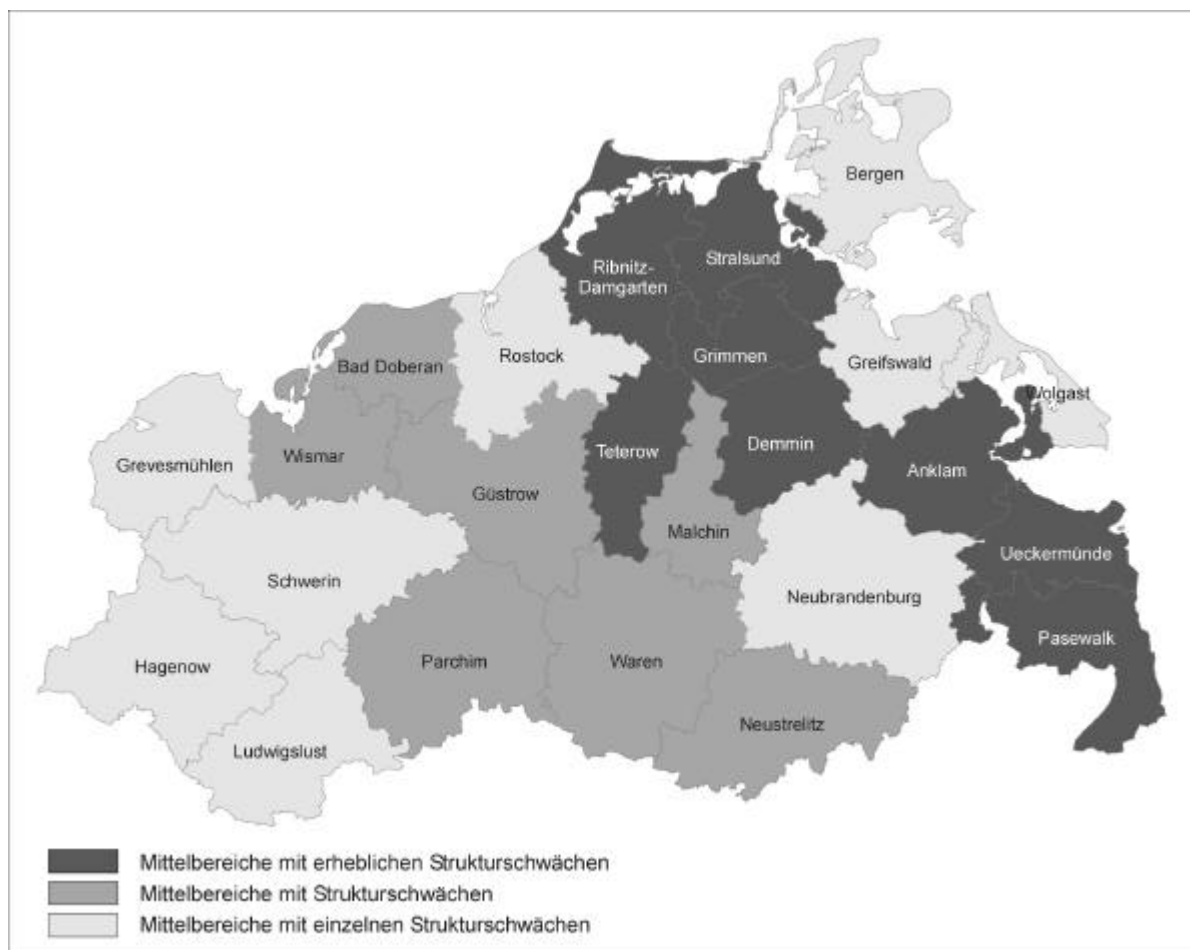 Bergen
Ribnitz-
Damgarten
Stralsund
Rostock
Grimmen
Greifswald
Bad Doberan
Wolgast
Grevesmühlen
Wismar
Teterow
Demmin
Anklam
Güstrow
Malchin
Ueckermünde
Schwerin
Neubrandenburg
Hagenow
Parchim
Waren
Pasewalk
Ludwigslust
Neustrelitz
Mittelbereiche mit erheblichen Strukturschwächen
Mittelbereiche mit Strukturschwächen
Mittelbereiche mit einzelnen Strukturschwächen